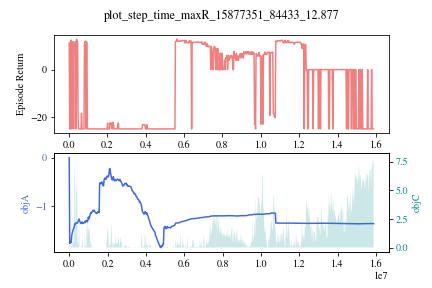 plot_step_time_maxR_15877351_84433_12.877
Episode Return
0
−20
0.0 0.2 0.4 0.6 0.8 1.0 1.2 1.4 1.6
objA
0
−1
objC
7.5
5.0
2.5
0.0
0.0 0.2 0.4 0.6 0.8 1.0 1.2 1.4 1.6
1e7